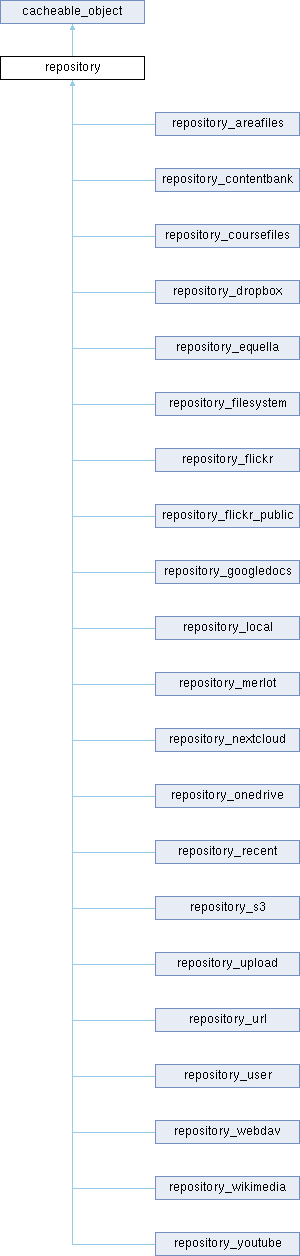 cacheable_object
repository
repository_areafiles
repository_contentbank
repository_coursefiles
repository_dropbox
repository_equella
repository_filesystem
repository_flickr
repository_flickr_public
repository_googledocs
repository_local
repository_merlot
repository_nextcloud
repository_onedrive
repository_recent
repository_s3
repository_upload
repository_url
repository_user
repository_webdav
repository_wikimedia
repository_youtube